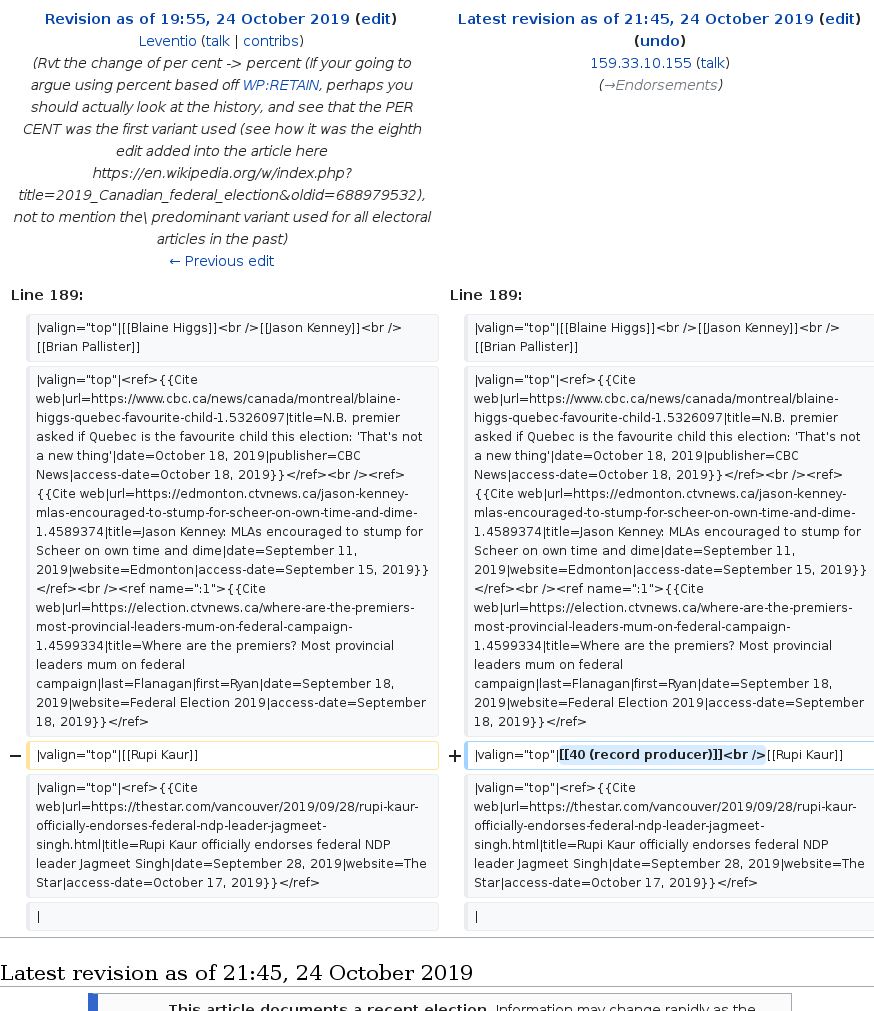 Revision as of 19:55, 24 October 2019 (edit)
Leventio (talk | contribs)
(Rvt the change of per cent -> percent (If your going to
argue using percent based off WP:RETAIN, perhaps you
should actually look at the history, and see that the PER
CENT was the first variant used (see how it was the eighth
edit added into the article here
https://en.wikipedia.org/w/index.php?
title=2019_Canadian_federal_election&oldid=688979532),
not to mention the\ predominant variant used for all electoral
articles in the past)
← Previous edit
Latest revision as of 21:45, 24 October 2019 (edit)
(undo)
159.33.10.155 (talk)
(→Endorsements)
Line 189:
|valign="top"|[[Blaine Higgs]]<br />[[Jason Kenney]]<br />
[[Brian Pallister]]
|valign="top"|<ref>{{Cite
web|url=https://www.cbc.ca/news/canada/montreal/blaine-
higgs-quebec-favourite-child-1.5326097|title=N.B. premier
asked if Quebec is the favourite child this election: 'That's not
a new thing'|date=October 18, 2019|publisher=CBC
News|access-date=October 18, 2019}}</ref><br /><ref>
{{Cite web|url=https://edmonton.ctvnews.ca/jason-kenney-
mlas-encouraged-to-stump-for-scheer-on-own-time-and-dime-
1.4589374|title=Jason Kenney: MLAs encouraged to stump for
Scheer on own time and dime|date=September 11,
2019|website=Edmonton|access-date=September 15, 2019}}
</ref><br /><ref name=":1">{{Cite
web|url=https://election.ctvnews.ca/where-are-the-premiers-
most-provincial-leaders-mum-on-federal-campaign-
1.4599334|title=Where are the premiers? Most provincial
leaders mum on federal
campaign|last=Flanagan|first=Ryan|date=September 18,
2019|website=Federal Election 2019|access-date=September
18, 2019}}</ref>
− |valign="top"|[[Rupi Kaur]]
|valign="top"|<ref>{{Cite
web|url=https://thestar.com/vancouver/2019/09/28/rupi-kaur-
officially-endorses-federal-ndp-leader-jagmeet-
singh.html|title=Rupi Kaur officially endorses federal NDP
leader Jagmeet Singh|date=September 28, 2019|website=The
Star|access-date=October 17, 2019}}</ref>
|
Line 189:
|valign="top"|[[Blaine Higgs]]<br />[[Jason Kenney]]<br />
[[Brian Pallister]]
|valign="top"|<ref>{{Cite
web|url=https://www.cbc.ca/news/canada/montreal/blaine-
higgs-quebec-favourite-child-1.5326097|title=N.B. premier
asked if Quebec is the favourite child this election: 'That's not
a new thing'|date=October 18, 2019|publisher=CBC
News|access-date=October 18, 2019}}</ref><br /><ref>
{{Cite web|url=https://edmonton.ctvnews.ca/jason-kenney-
mlas-encouraged-to-stump-for-scheer-on-own-time-and-dime-
1.4589374|title=Jason Kenney: MLAs encouraged to stump for
Scheer on own time and dime|date=September 11,
2019|website=Edmonton|access-date=September 15, 2019}}
</ref><br /><ref name=":1">{{Cite
web|url=https://election.ctvnews.ca/where-are-the-premiers-
most-provincial-leaders-mum-on-federal-campaign-
1.4599334|title=Where are the premiers? Most provincial
leaders mum on federal
campaign|last=Flanagan|first=Ryan|date=September 18,
2019|website=Federal Election 2019|access-date=September
18, 2019}}</ref>
+ |valign="top"|[[40 (record producer)]]<br />[[Rupi Kaur]]
|valign="top"|<ref>{{Cite
web|url=https://thestar.com/vancouver/2019/09/28/rupi-kaur-
officially-endorses-federal-ndp-leader-jagmeet-
singh.html|title=Rupi Kaur officially endorses federal NDP
leader Jagmeet Singh|date=September 28, 2019|website=The
Star|access-date=October 17, 2019}}</ref>
|
Latest revision as of 21:45, 24 October 2019
This article documents a recent election. Information may change rapidly as the